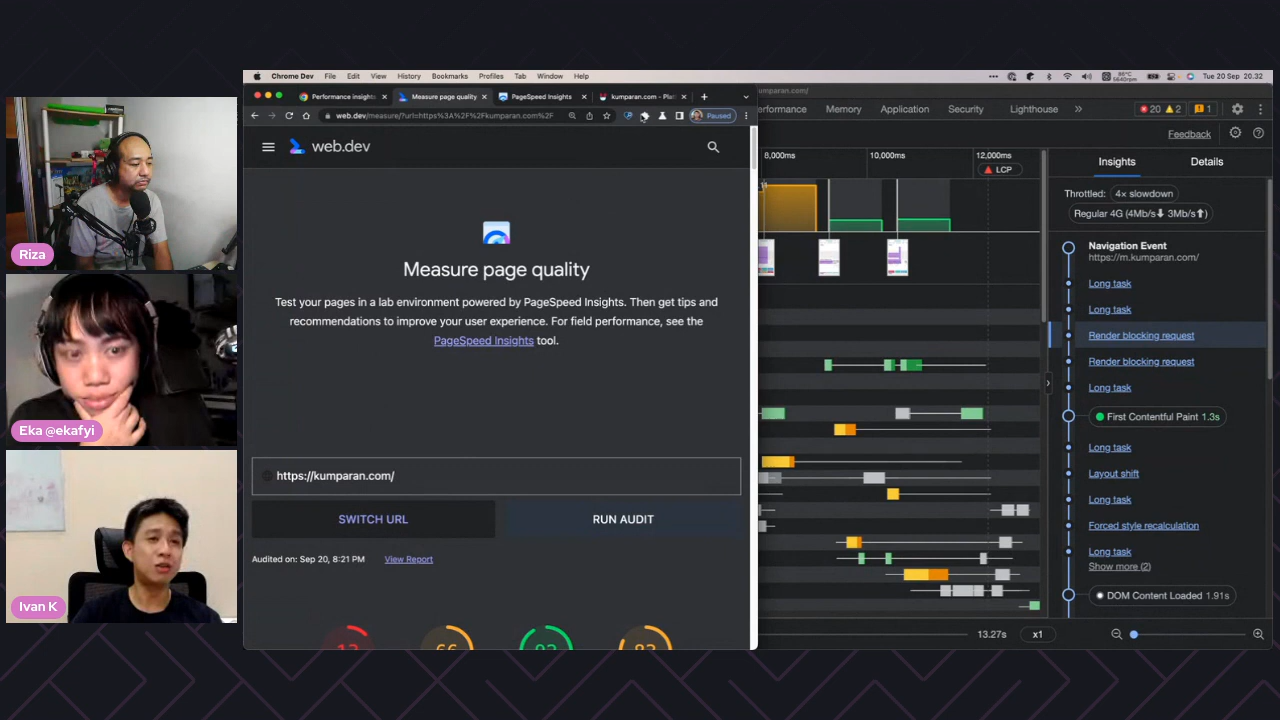 Riza
Eka @ekafyi
Ivan K
Chrome Dev File Edit View History Bookmarks Profiles Tab Window Help
Tue 20 Sep 20.32
Performance insights
Measure page quality
PageSpeed Insights
kumparan.com - Pla
web.dev/measure/?url=https%3A%2F%2Fkumparan.com%2F
Paused
web.dev
Measure page quality
Test your pages in a lab environment powered by PageSpeed Insights. Then get tips and
recommendations to improve your user experience. For field performance, see the
PageSpeed Insights tool.
https://kumparan.com/
SWITCH URL
RUN AUDIT
Audited on: Sep 20, 8:21 PM
View Report
mparan.com/
erformance Memory Application Security Lighthouse »
20 2 1
Feedback
8,000ms 10,000ms 12,000ms
LCP
Insights Details
Throttled: 4× slowdown
Regular 4G (4Mb/s⬇ 3Mb/s⬆)
Navigation Event
https://m.kumparan.com/
Long task
Long task
Render blocking request
Render blocking request
Long task
First Contentful Paint 1.3s
Long task
Layout shift
Long task
Forced style recalculation
Long task
Show more (2)
DOM Content Loaded 1.91s
13.27s x1